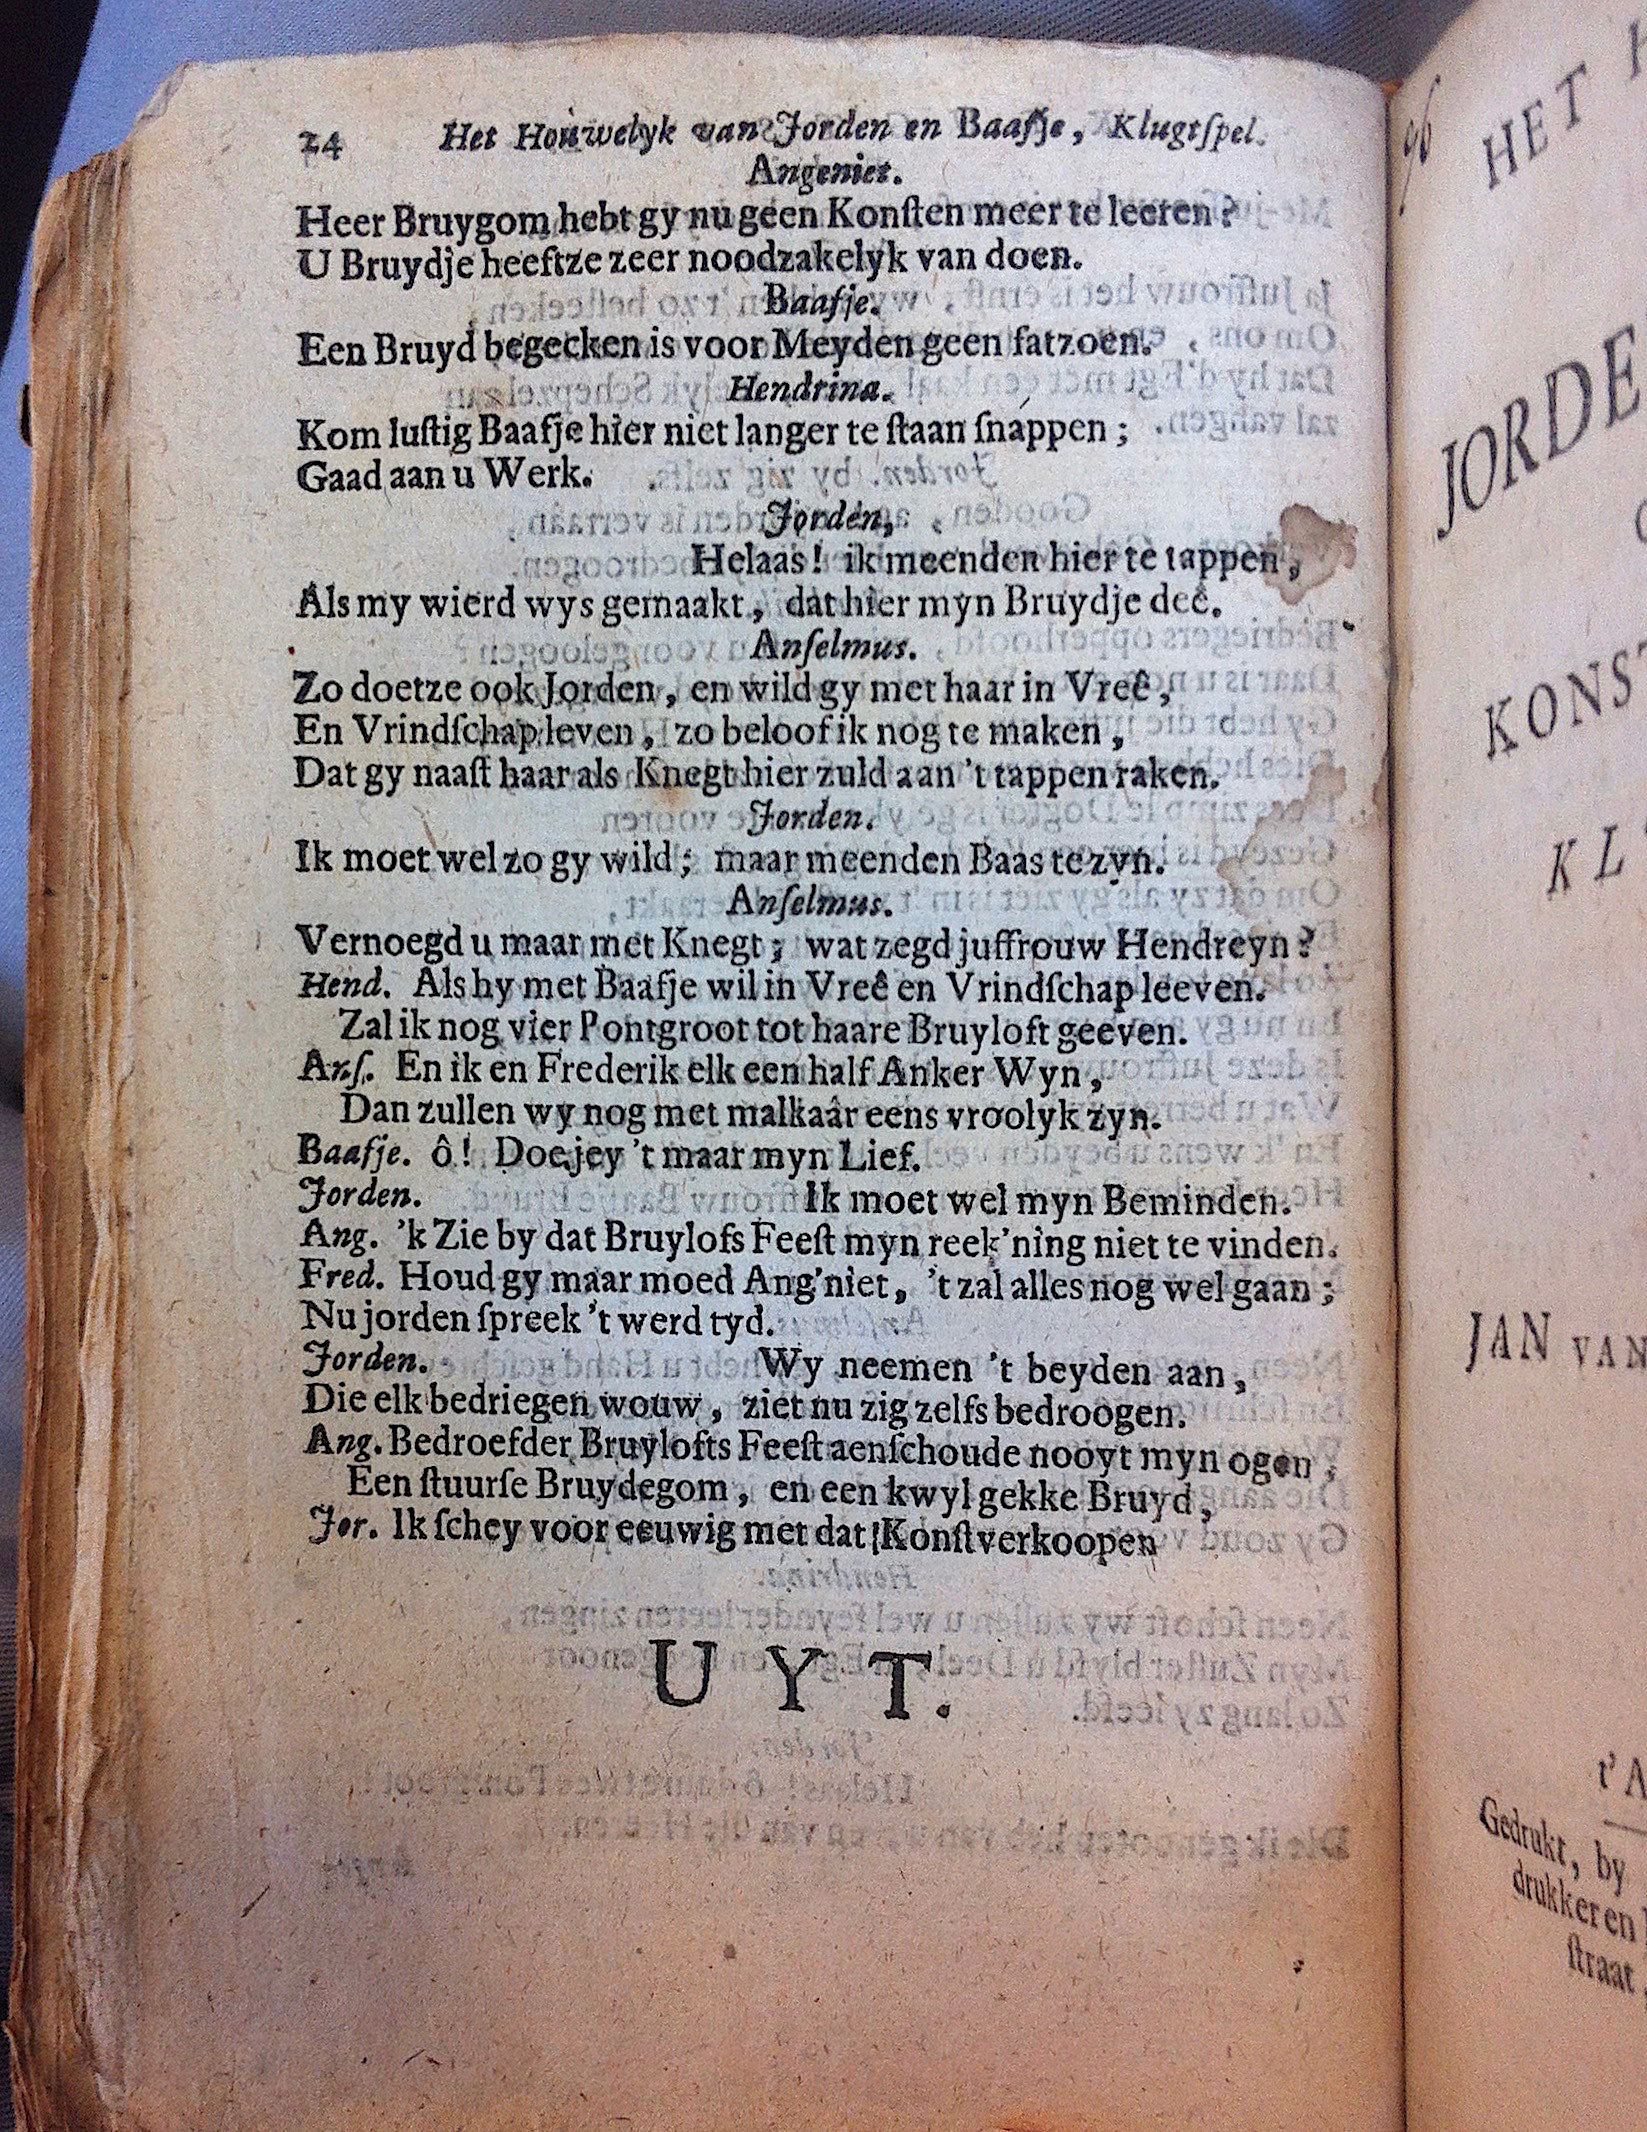 24 Het Houwelyk van Jorden en Baafje, Klugtſpel.
Angeniet.
Heer Bruygom hebt gy nu geen Konſten meer te leeren?
U Bruydje heeftze zeer noodzakelyk van doen.
Baafje.
Een Bruyd begecken is voor Meyden geen fatzoen.
Hendrina.
Kom luſtig Baafje hier niet langer te ſtaan ſnappen;
Gaad aan u Werk.
Jorden,
Helaas! ik meenden hier te tappen,
Als my wierd wys gemaakt, dat hier myn Bruydje deê.
Anſelmus.
Zo doetze ook Jorden, en wild gy met haar in Vreê,
En Vrindſchap leven, zo beloof ik nog te maken,
Dat gy naaſt haar als Knegt hier zuld aan 't tappen raken.
Jorden.
Ik moet wel zo gy wild; maar meenden Baas te zyn.
Anſelmus.
Vernoegd u maar met Knegt; wat zegd juffrouw Hendreyn?
Hend. Als hy met Baafje wil in Vreê en Vrindſchap leeven.
Zal ik nog vier Pontgroot tot haare Bruyloft geeven.
Anſ. En ik en Frederik elk een half Anker Wyn,
Dan zullen wy nog met malkaâr eens vroolyk zyn.
Baafje. ô! Doe jey 't maar myn Lief.
Jorden. Ik moet wel myn Beminden.
Ang. 'k Zie by dat Bruylofs Feeſt myn reek'ning niet te vinden.
Fred. Houd gy maar moed Ang'niet, 't zal alles nog wel gaan;
Nu jorden ſpreek 't werd tyd.
Jorden. Wy neemen 't beyden aan,
Die elk bedriegen wouw, ziet nu zig zelfs bedroogen.
Ang. Bedroefder Bruylofts Feeſt aenſchoude nooyt myn ogen,
Een ſtuurſe Bruydegom, en een kwyl gekke Bruyd,
Jor. Ik ſchey voor eeuwig met dat Konſtverkoopen
UYT.
96
HET
JORDE
KONST
KL
JAN VAN
t'A
Gedrukt, by
drukker en
ſtraat